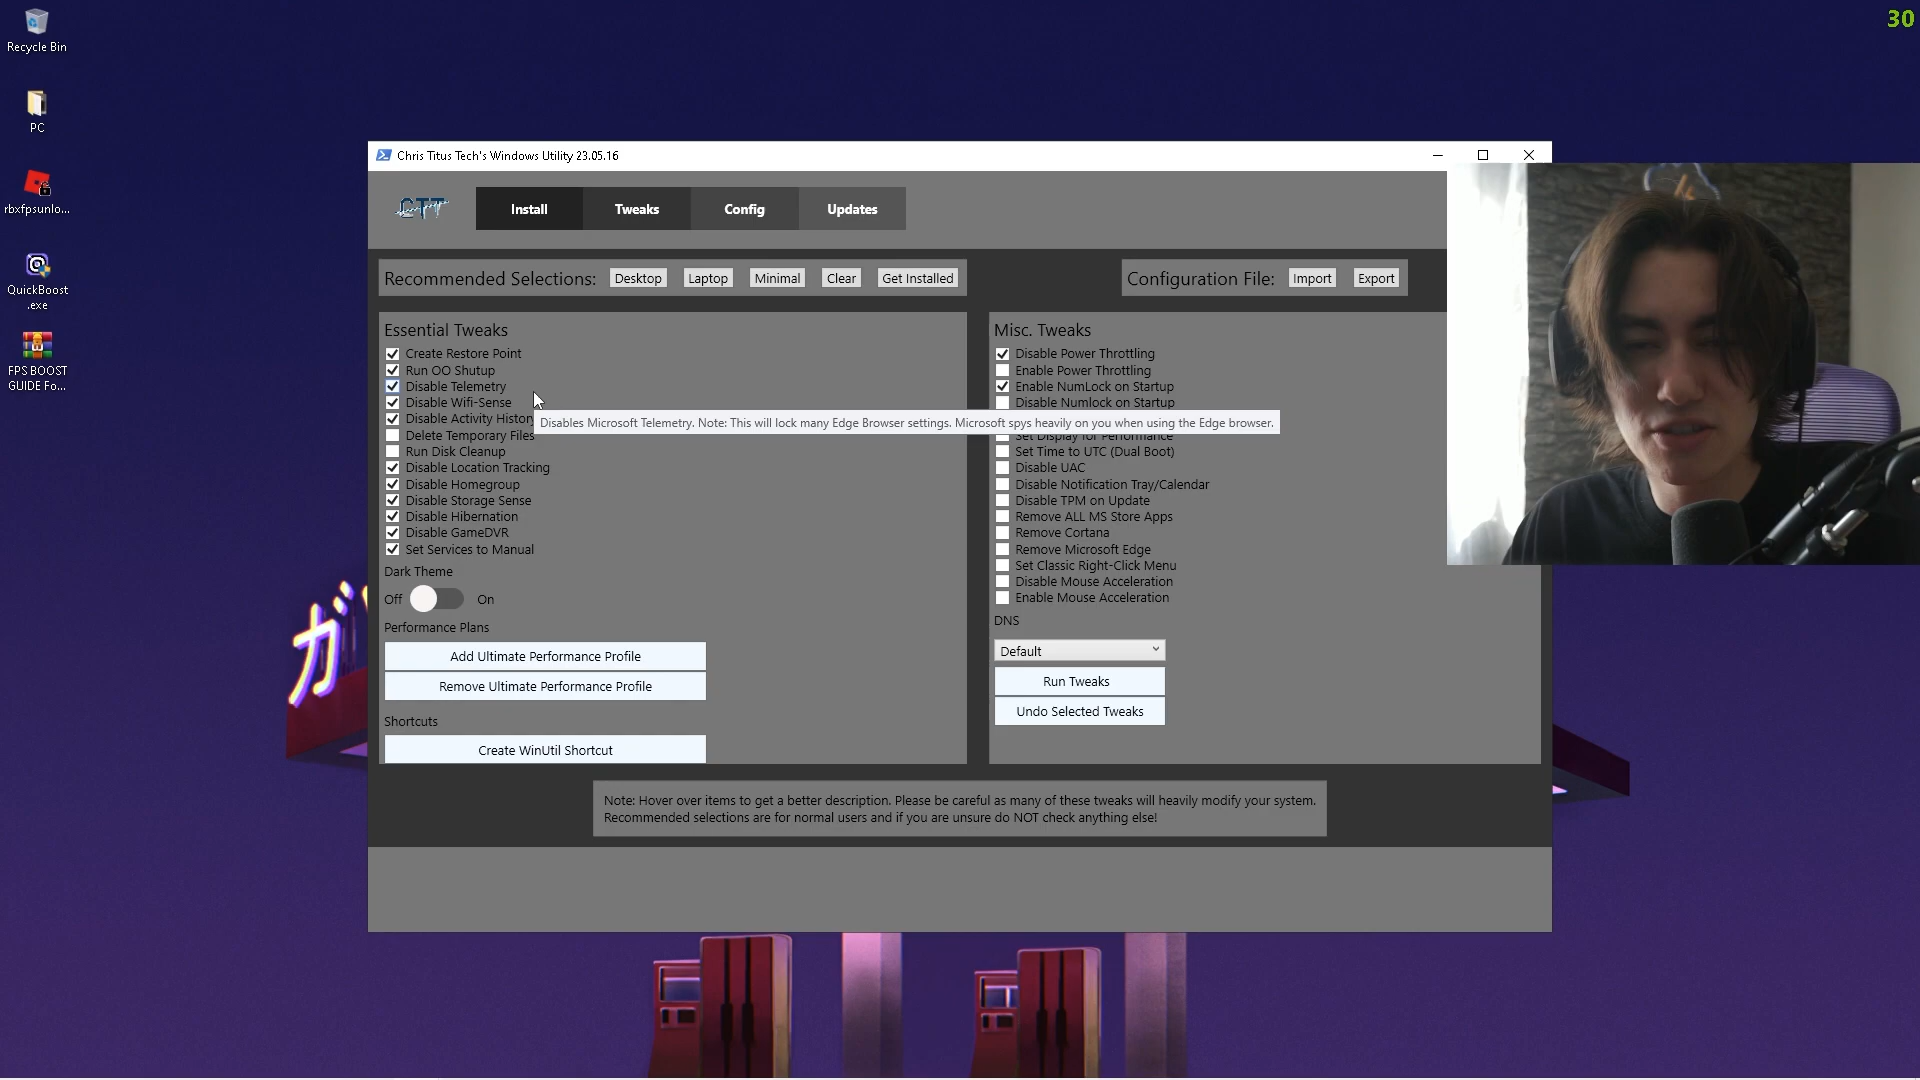 30
Recycle Bin
PC
rbxfpsunlo...
QuickBoost
.exe
FPS BOOST
GUIDE Fo...
Chris Titus Tech's Windows Utility 23.05.16
CTT
Install
Tweaks
Config
Updates
Recommended Selections:
Desktop
Laptop
Minimal
Clear
Get Installed
Configuration File:
Import
Export
Essential Tweaks
Create Restore Point
Run OO Shutup
Disable Telemetry
Disable Wifi-Sense
Disable Activity History
Disables Microsoft Telemetry. Note: This will lock many Edge Browser settings. Microsoft spys heavily on you when using the Edge browser.
Delete Temporary Files
Run Disk Cleanup
Disable Location Tracking
Disable Homegroup
Disable Storage Sense
Disable Hibernation
Disable GameDVR
Set Services to Manual
Dark Theme
Off
On
Performance Plans
Add Ultimate Performance Profile
Remove Ultimate Performance Profile
Shortcuts
Create WinUtil Shortcut
Misc. Tweaks
Disable Power Throttling
Enable Power Throttling
Enable NumLock on Startup
Disable Numlock on Startup
Set Display for Performance
Set Time to UTC (Dual Boot)
Disable UAC
Disable Notification Tray/Calendar
Disable TPM on Update
Remove ALL MS Store Apps
Remove Cortana
Remove Microsoft Edge
Set Classic Right-Click Menu
Disable Mouse Acceleration
Enable Mouse Acceleration
DNS
Default
Run Tweaks
Undo Selected Tweaks
Note: Hover over items to get a better description. Please be careful as many of these tweaks will heavily modify your system.
Recommended selections are for normal users and if you are unsure do NOT check anything else!
ガ